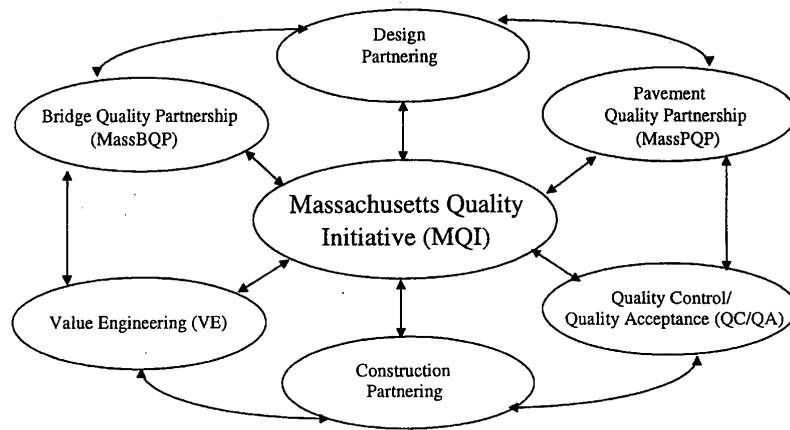 Design
Partnering
Bridge Quality Partnership
(MassBQP)
Pavement
Quality Partnership
(MassPQP)
Massachusetts Quality
Initiative (MQI)
Value Engineering (VE)
Quality Control/
Quality Acceptance (QC/QA)
Construction
Partnering